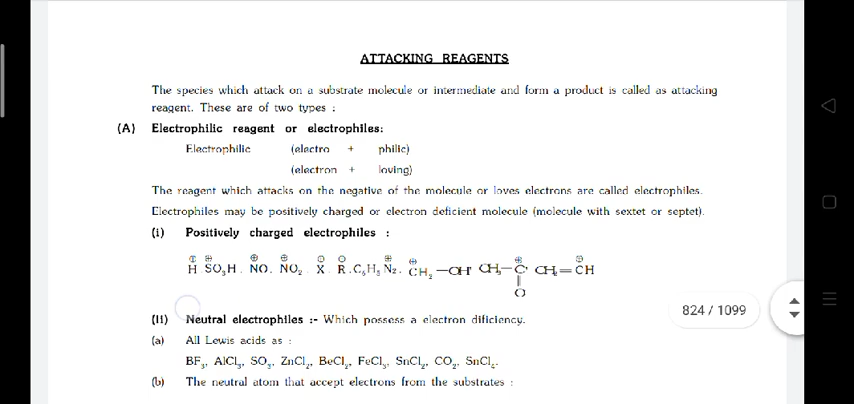 ATTACKING REAGENTS
The species which attack on a substrate molecule or intermediate and form a product is called as attacking
reagent. These are of two types :
(A) Electrophilic reagent or electrophiles:
Electrophilic (electro + philic)
(electron + loving)
The reagent which attacks on the negative of the molecule or loves electrons are called electrophiles.
Electrophiles may be positively charged or electron deficient molecule (molecule with sextet or septet).
(i) Positively charged electrophiles :
⊕ ⊕ ⊕ ⊕ ⊕ ⊕ ⊕ ⊕ ⊕ ⊕
H SO₃H . NO. NO₂ . X . R .C₆H₅ N₂ . CH₂ —OH CH₃—C CH₂=CH
||
O
824 / 1099
(II) Neutral electrophiles :- Which possess a electron dificiency.
(a) All Lewis acids as :
BF₃, AlCl₃, SO₃, ZnCl₂, BeCl₂, FeCl₃, SnCl₂, CO₂, SnCl₄.
(b) The neutral atom that accept electrons from the substrates :